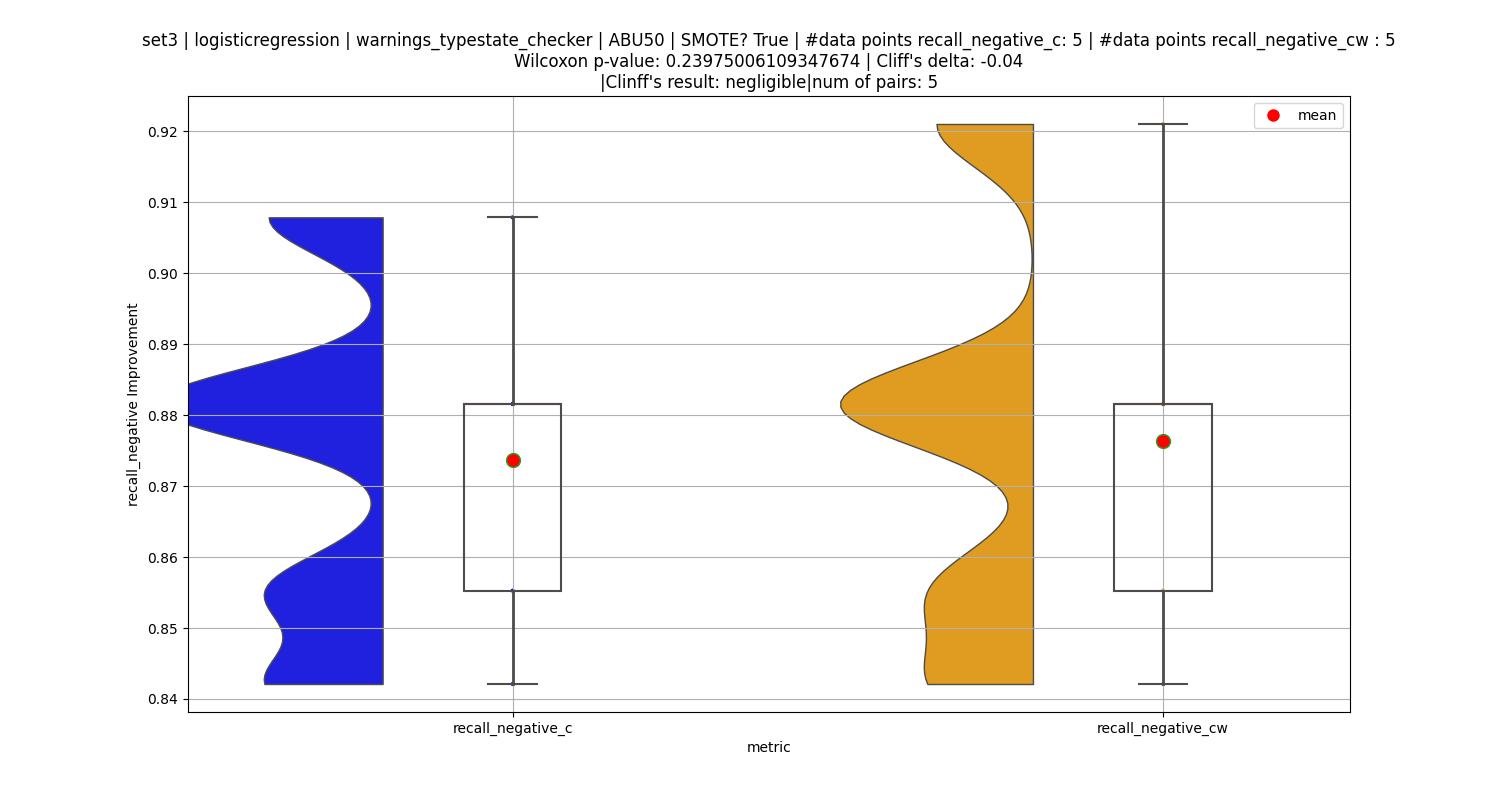 set3 | logisticregression | warnings_typestate_checker | ABU50 | SMOTE? True | #data points recall_negative_c: 5 | #data points recall_negative_cw : 5
Wilcoxon p-value: 0.23975006109347674 | Cliff's delta: -0.04
|Clinff's result: negligible|num of pairs: 5
mean
0.92
0.91
0.90
0.89
0.88
0.87
0.86
0.85
0.84
recall_negative Improvement
recall_negative_c
recall_negative_cw
metric